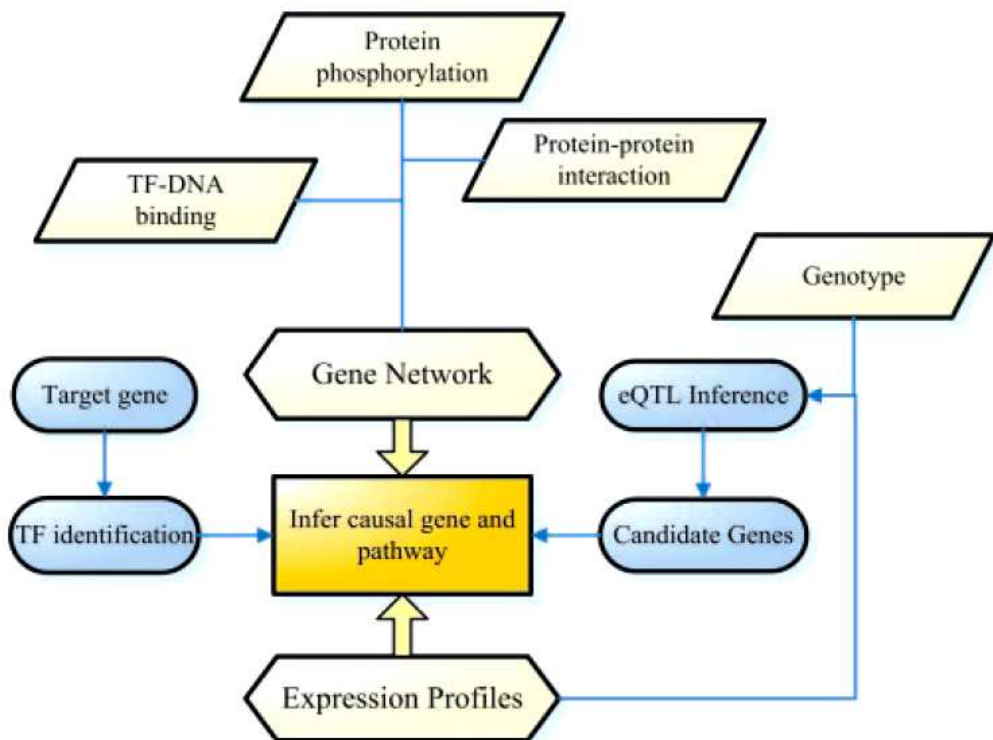 Protein
phosphorylation
Protein-protein
interaction
TF-DNA
binding
Genotype
Gene Network
Target gene
eQTL Inference
TF identification
Infer causal gene and
pathway
Candidate Genes
Expression Profiles